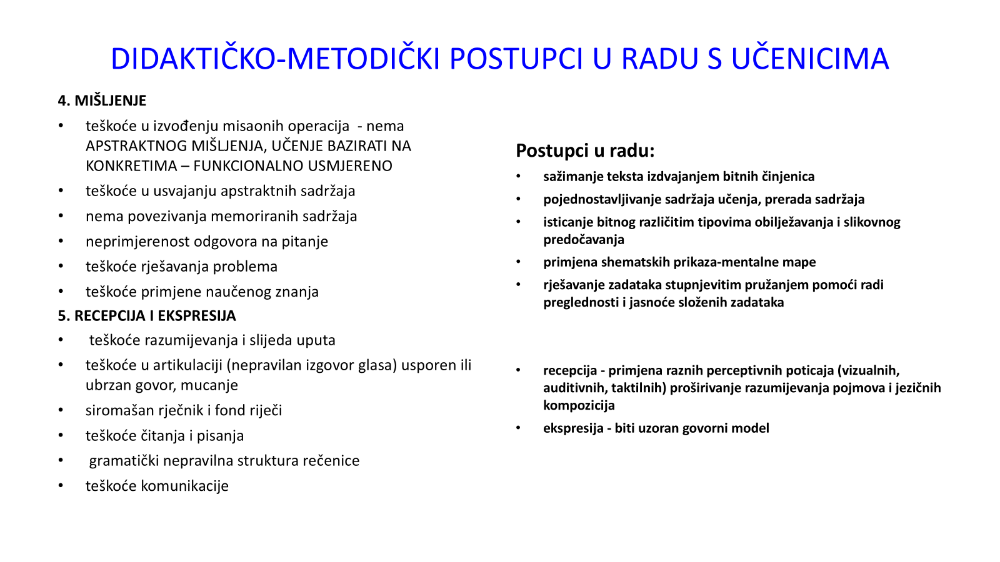 DIDAKTIČKO-METODIČKI POSTUPCI U RADU S UČENICIMA
4. MIŠLJENJE
• teškoće u izvođenju misaonih operacija  - nema
APSTRAKTNOG MIŠLJENJA, UČENJE BAZIRATI NA
KONKRETIMA – FUNKCIONALNO USMJERENO
• teškoće u usvajanju apstraktnih sadržaja
• nema povezivanja memoriranih sadržaja
• neprimjerenost odgovora na pitanje
• teškoće rješavanja problema
• teškoće primjene naučenog znanja
5. RECEPCIJA I EKSPRESIJA
• teškoće razumijevanja i slijeda uputa
• teškoće u artikulaciji (nepravilan izgovor glasa) usporen ili
ubrzan govor, mucanje
• siromašan rječnik i fond riječi
• teškoće čitanja i pisanja
• gramatički nepravilna struktura rečenice
• teškoće komunikacije
Postupci u radu:
• sažimanje teksta izdvajanjem bitnih činjenica
• pojednostavljivanje sadržaja učenja, prerada sadržaja
• isticanje bitnog različitim tipovima obilježavanja i slikovnog
predočavanja
• primjena shematskih prikaza-mentalne mape
• rješavanje zadataka stupnjevitim pružanjem pomoći radi
preglednosti i jasnoće složenih zadataka
• recepcija - primjena raznih perceptivnih poticaja (vizualnih,
auditivnih, taktilnih) proširivanje razumijevanja pojmova i jezičnih
kompozicija
• ekspresija - biti uzoran govorni model